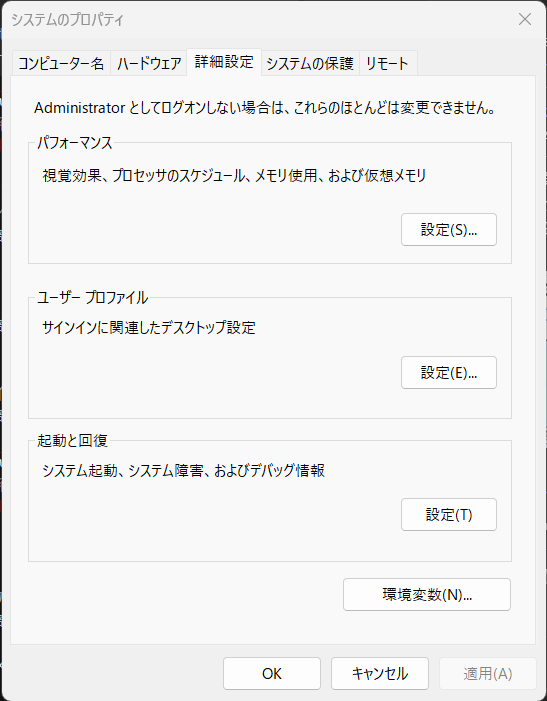 システムのプロパティ
コンピューター名 ハードウェア 詳細設定 システムの保護 リモート
Administrator としてログオンしない場合は、これらのほとんどは変更できません。
パフォーマンス
視覚効果、プロセッサのスケジュール、メモリ使用、および仮想メモリ
設定(S)...
ユーザー プロファイル
サインインに関連したデスクトップ設定
設定(E)...
起動と回復
システム起動、システム障害、およびデバッグ情報
設定(T)
環境変数(N)...
OK キャンセル 適用(A)